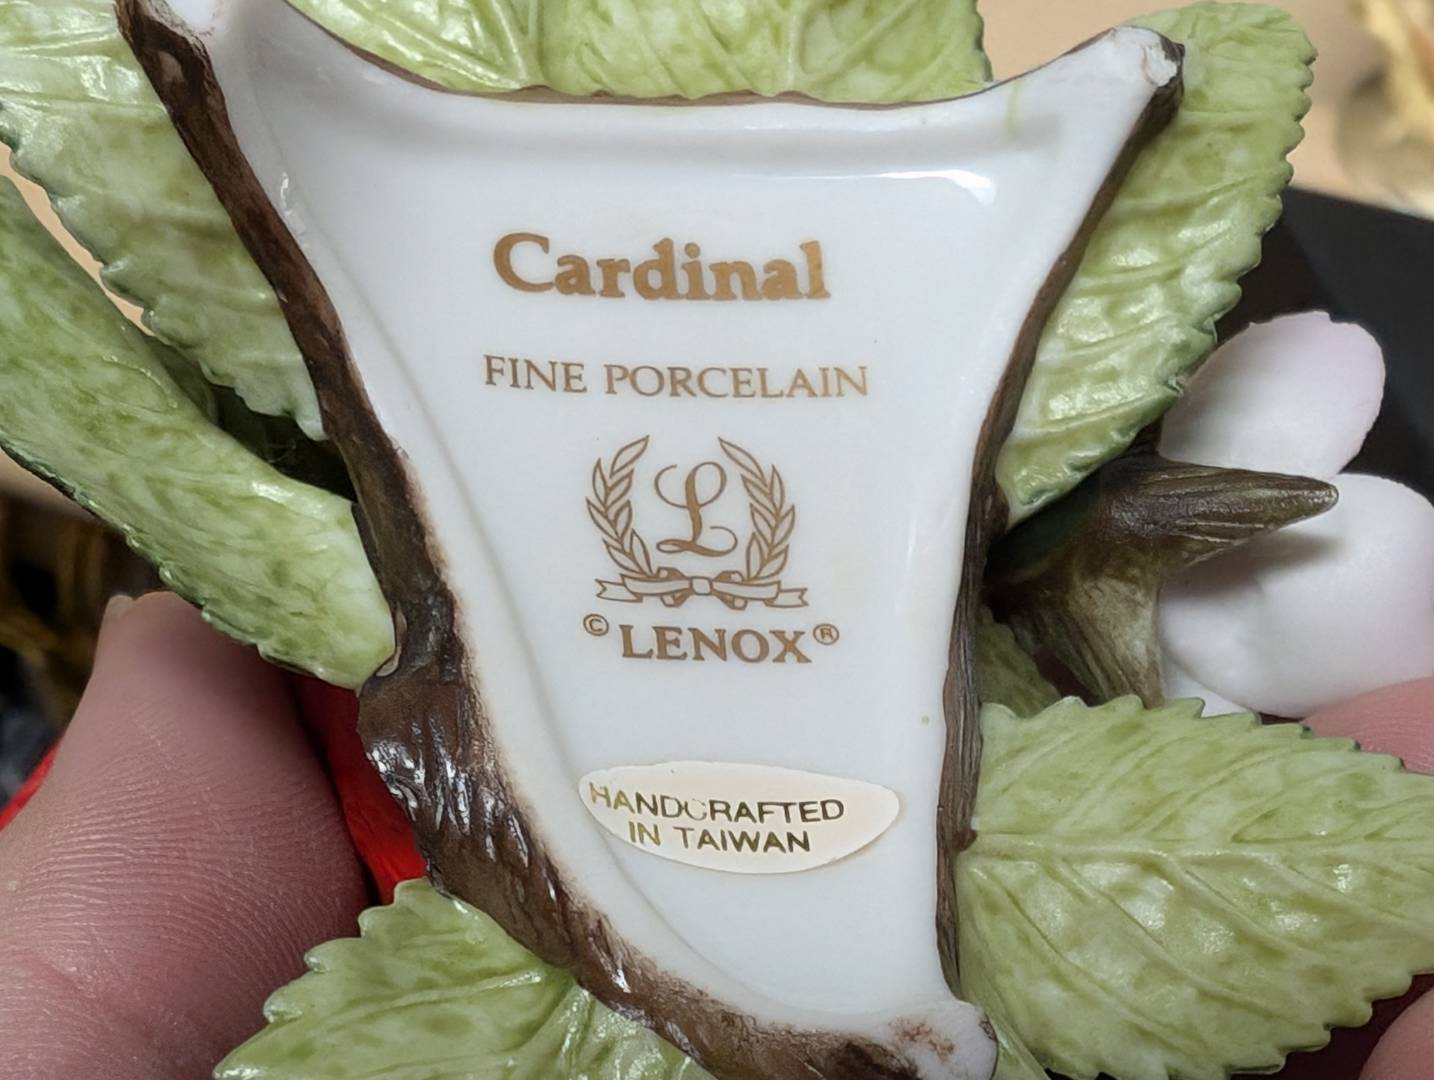 Cardinal
FINE PORCELAIN
L
© LENOX ®
HANDCRAFTED
IN TAIWAN